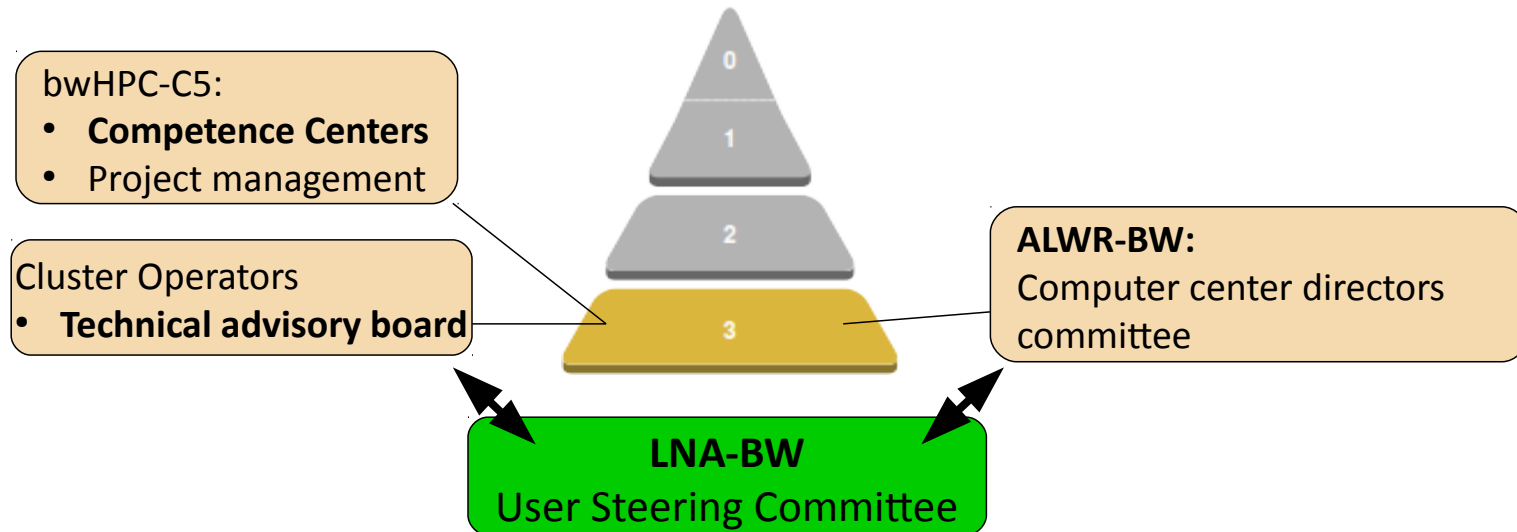 0
bwHPC-C5:
• Competence Centers
• Project management
1
2
ALWR-BW:
Computer center directors
committee
Cluster Operators
• Technical advisory board
3
LNA-BW
User Steering Committee